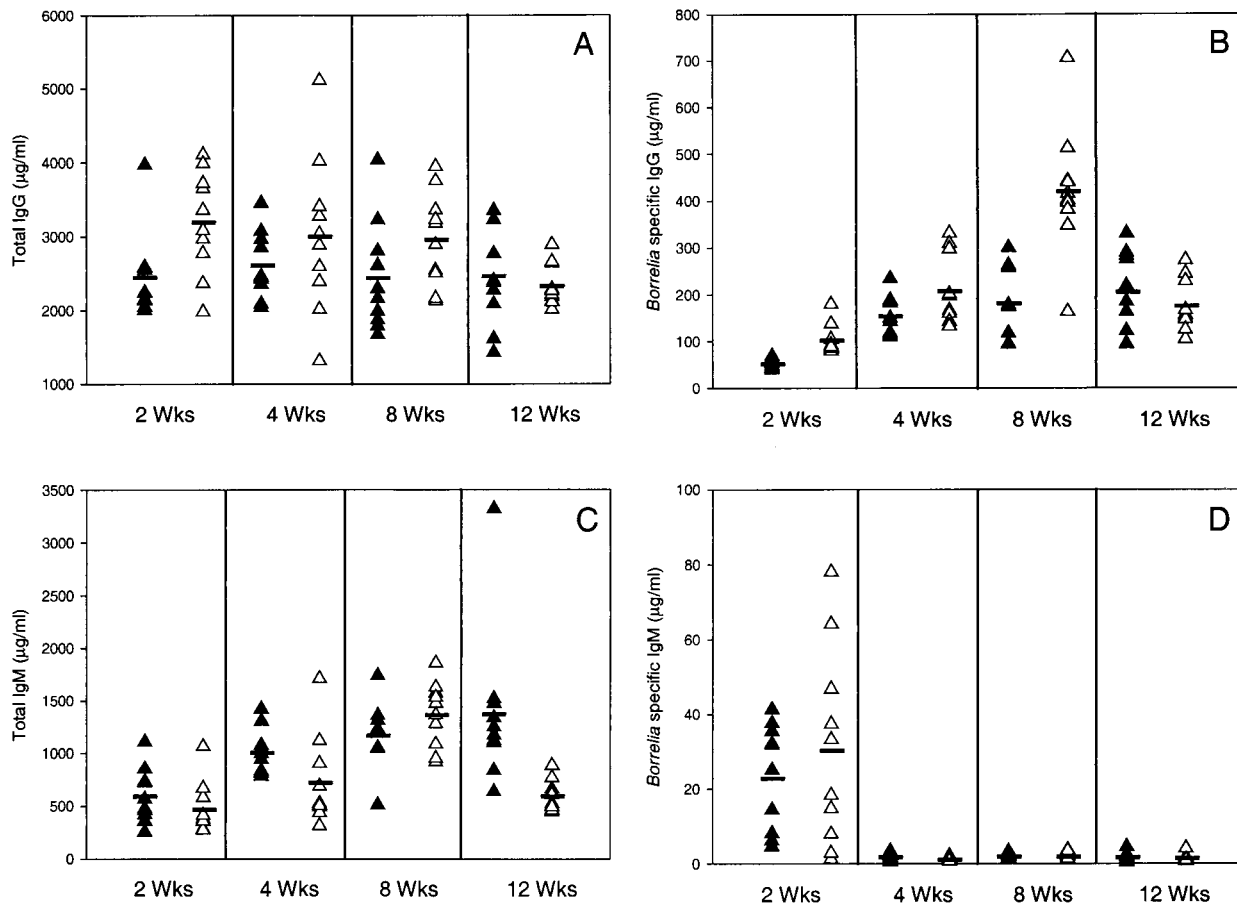 A
Total IgG (µg/ml)
6000
5000
4000
3000
2000
1000
2 Wks 4 Wks 8 Wks 12 Wks
B
Borrelia specific IgG (µg/ml)
800
700
600
500
400
300
200
100
0
2 Wks 4 Wks 8 Wks 12 Wks
C
Total IgM (µg/ml)
3500
3000
2500
2000
1500
1000
500
0
2 Wks 4 Wks 8 Wks 12 Wks
D
Borrelia specific IgM (µg/ml)
100
80
60
40
20
0
2 Wks 4 Wks 8 Wks 12 Wks